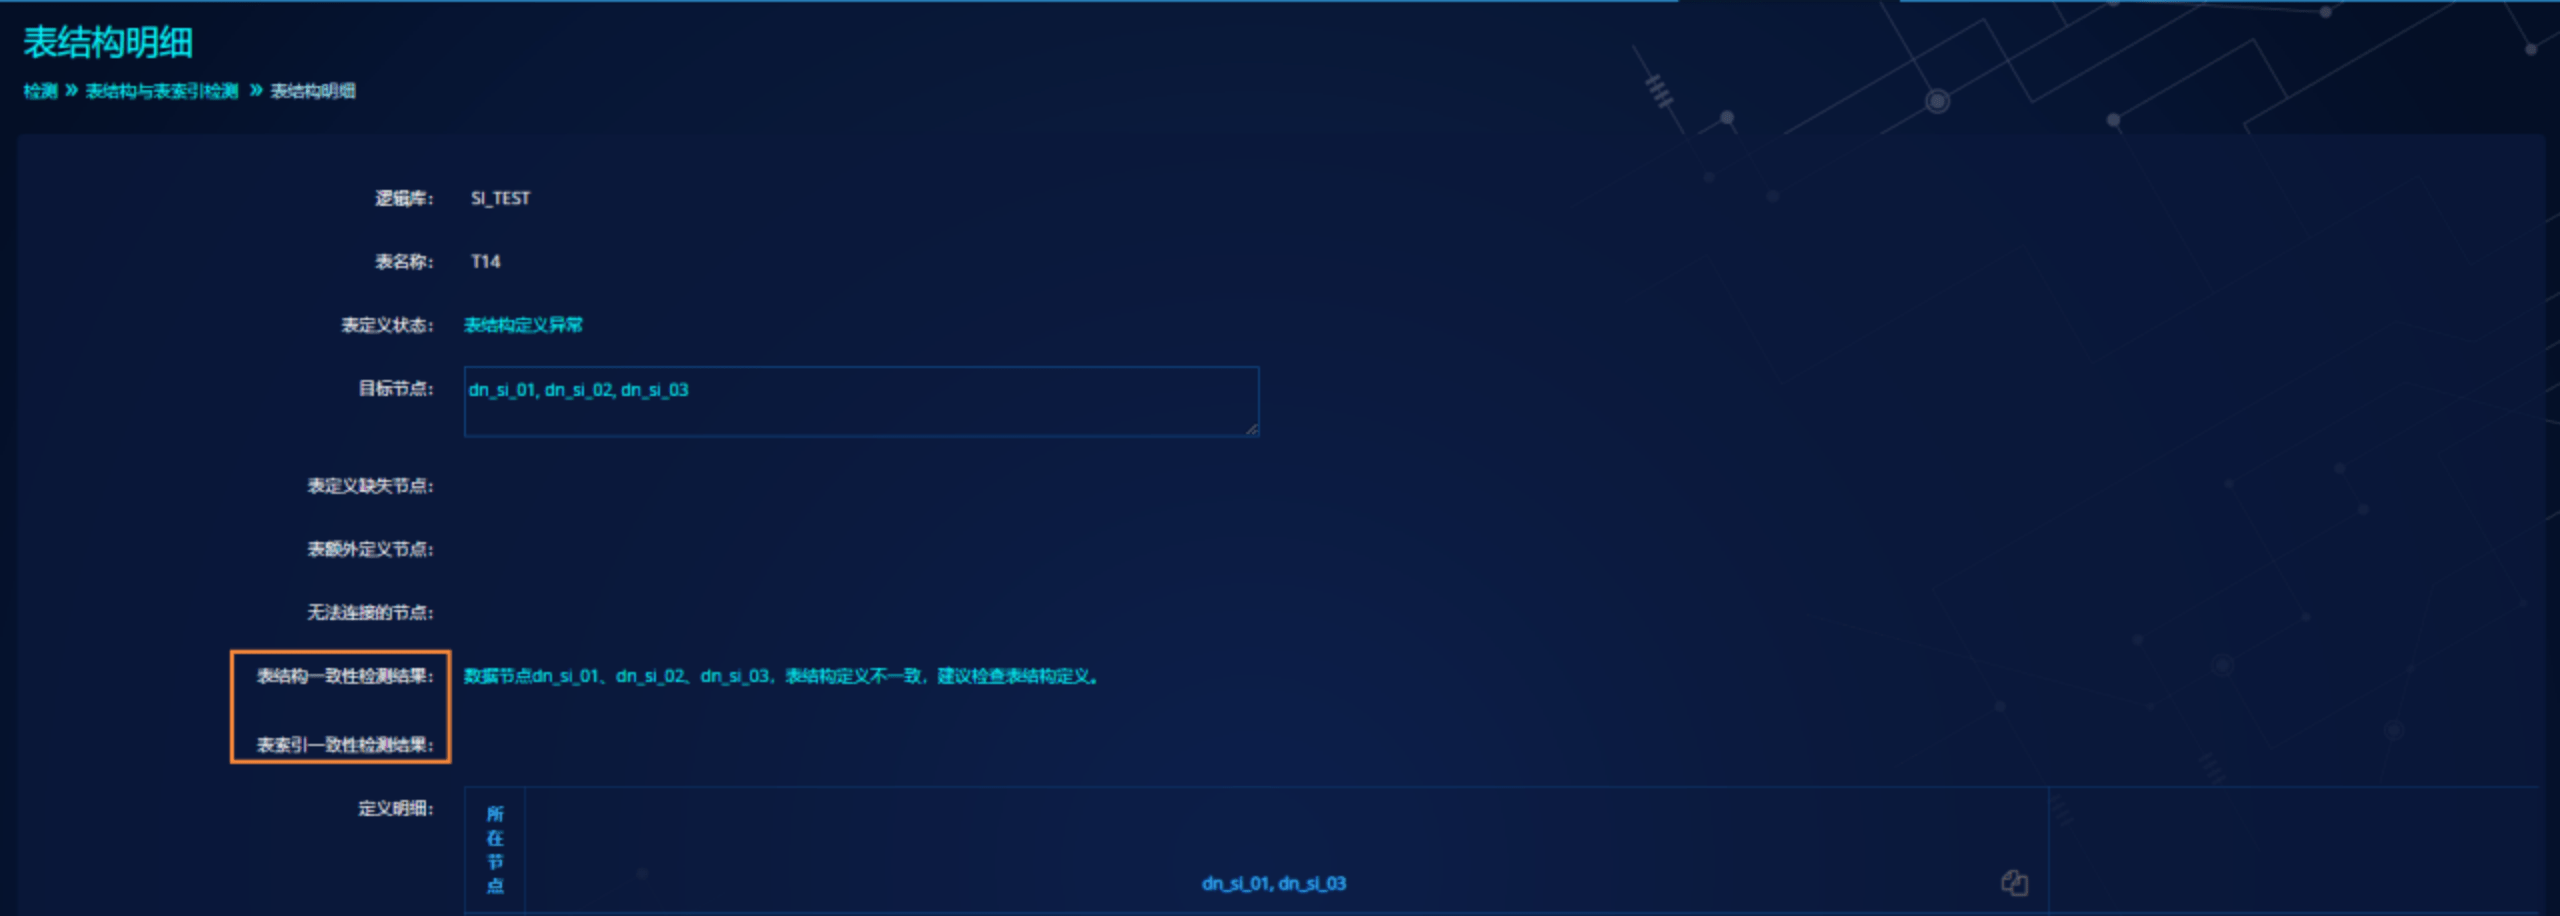 表结构明细
检测 » 表结构与表索引检测 » 表结构明细
逻辑库： SI_TEST
表名称： T14
表定义状态： 表结构定义异常
目标节点： dn_si_01, dn_si_02, dn_si_03
表定义缺失节点：
表额外定义节点：
无法连接的节点：
表结构一致性检测结果： 数据节点dn_si_01、dn_si_02、dn_si_03，表结构定义不一致，建议检查表结构定义。
表索引一致性检测结果：
定义明细：
所在节点
dn_si_01, dn_si_03